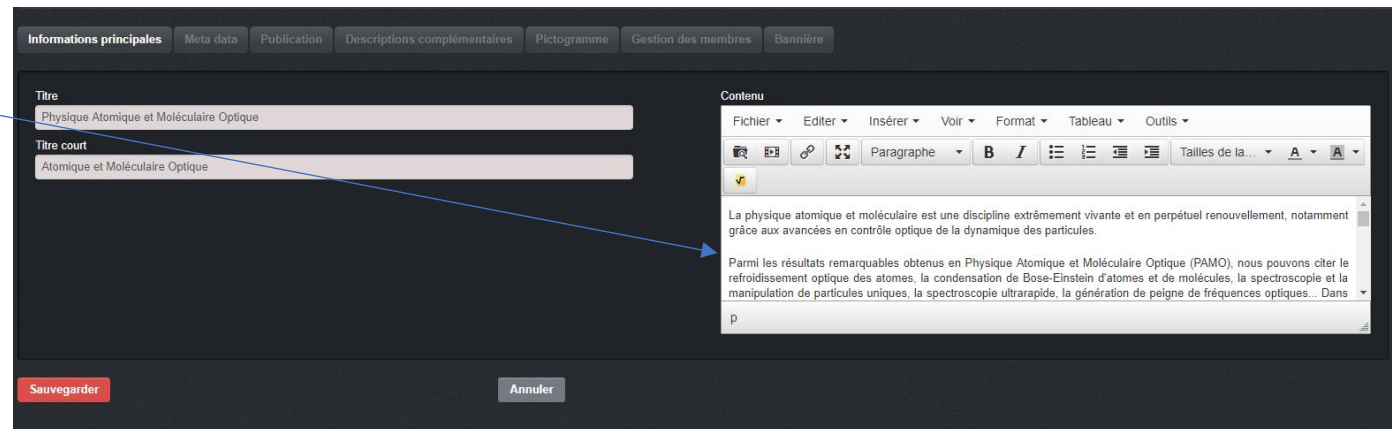 Informations principales Meta data Publication Descriptions complémentaires Pictogramme Gestion des membres Bannière
Titre
Physique Atomique et Moléculaire Optique
Titre court
Atomique et Moléculaire Optique
Contenu
Fichier Editer Insérer Voir Format Tableau Outils
Paragraphe B I Tailles de la... A A
√
La physique atomique et moléculaire est une discipline extrêmement vivante et en perpétuel renouvellement, notamment
grâce aux avancées en contrôle optique de la dynamique des particules.
Parmi les résultats remarquables obtenus en Physique Atomique et Moléculaire Optique (PAMO), nous pouvons citer le
refroidissement optique des atomes, la condensation de Bose-Einstein d'atomes et de molécules, la spectroscopie et la
manipulation de particules uniques, la spectroscopie ultrarapide, la génération de peigne de fréquences optiques... Dans
p
Sauvegarder Annuler